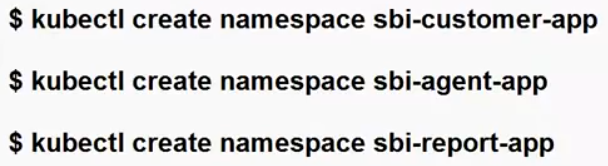 $ kubectl create namespace sbi-customer-app
$ kubectl create namespace sbi-agent-app
$ kubectl create namespace sbi-report-app